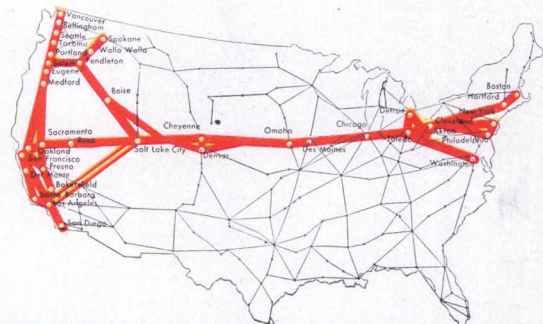 Vancouver
Bellingham
Seattle
Tacoma
Portland
Salem
Eugene
Medford
Spokane
Walla Walla
Pendleton
Boise
Sacramento
Reno
Oakland
San Francisco
Fresno
Del Monte
Bakersfield
Santa Barbara
Los Angeles
San Diego
Salt Lake City
Cheyenne
Denver
Omaha
Des Moines
Chicago
Detroit
Toledo
Cleveland
Akron
Boston
Hartford
New York
Philadelphia
Washington